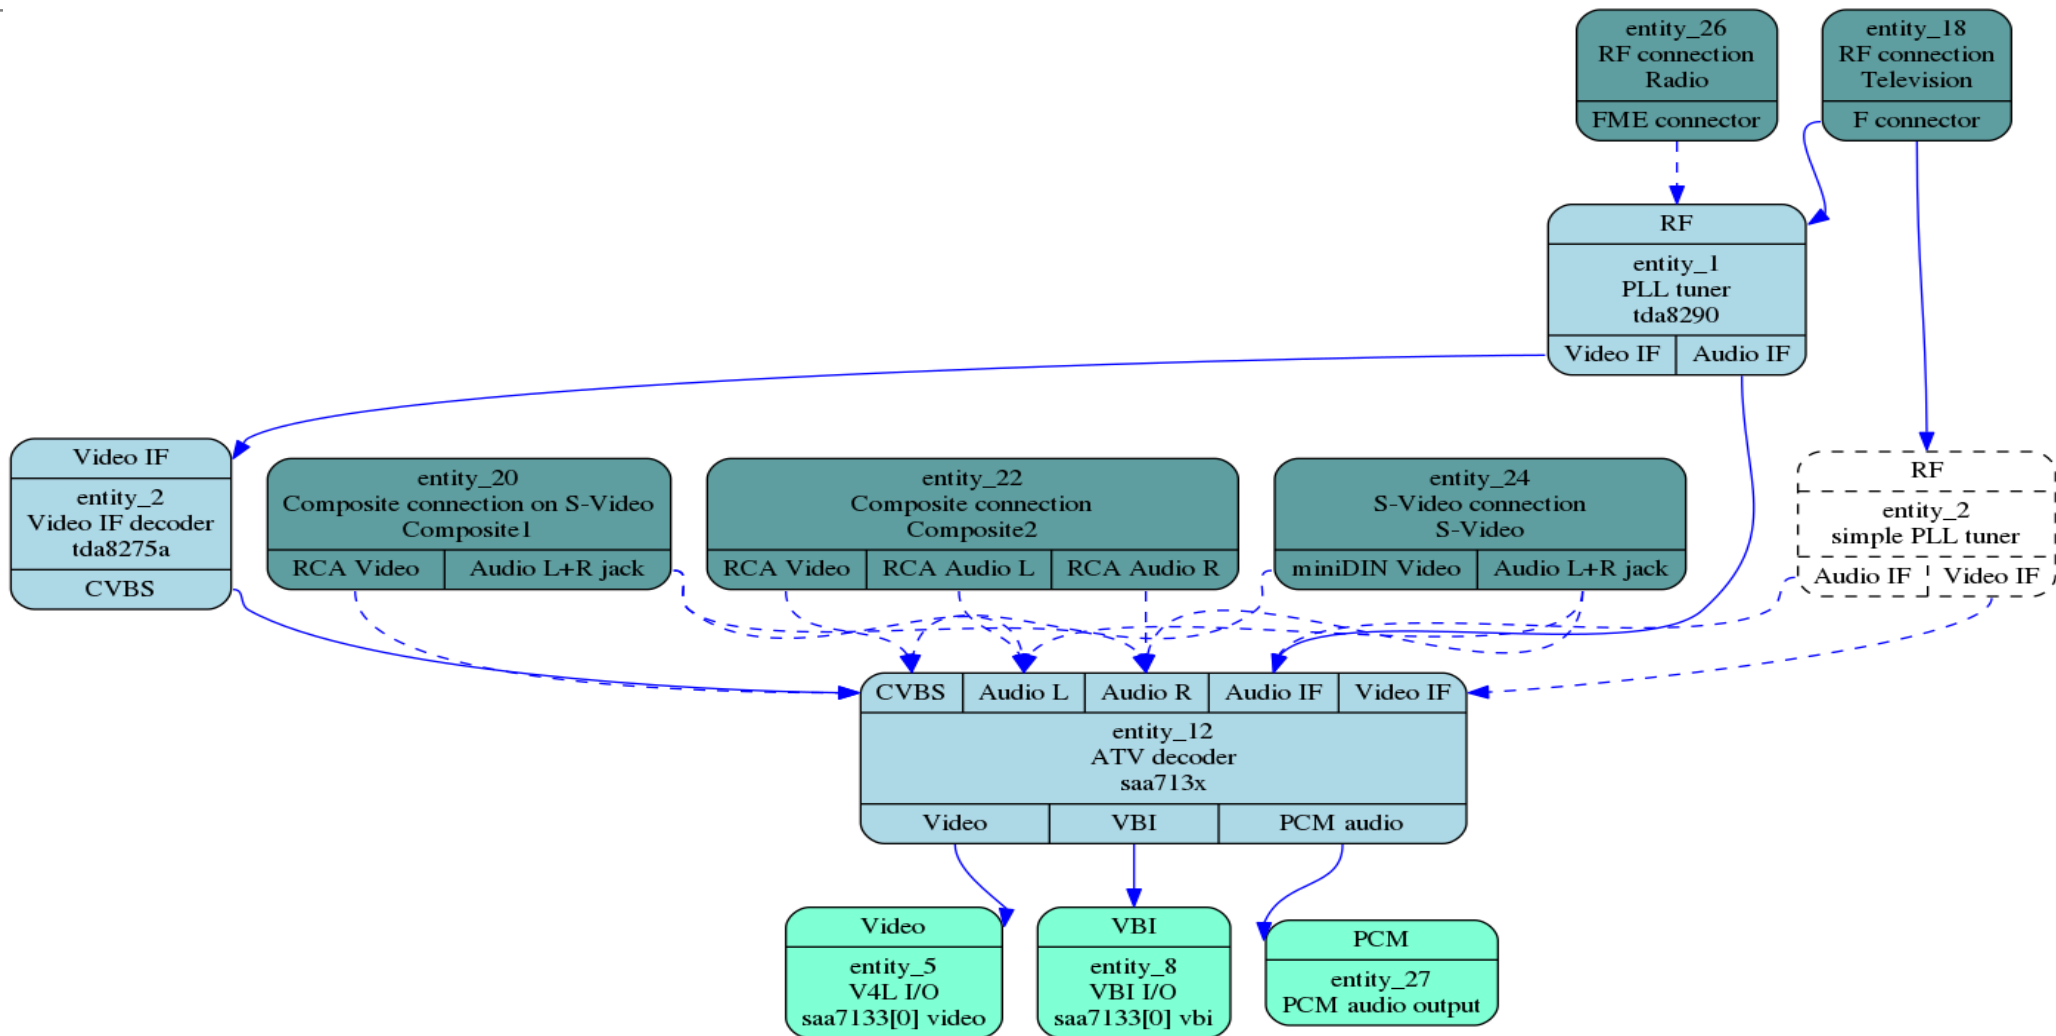 entity_26
RF connection
Radio
FME connector
entity_18
RF connection
Television
F connector
RF
entity_1
PLL tuner
tda8290
Video IF
Audio IF
Video IF
entity_2
Video IF decoder
tda8275a
CVBS
entity_20
Composite connection on S-Video
Composite1
RCA Video
Audio L+R jack
entity_22
Composite connection
Composite2
RCA Video
RCA Audio L
RCA Audio R
entity_24
S-Video connection
S-Video
miniDIN Video
Audio L+R jack
RF
entity_2
simple PLL tuner
Audio IF
Video IF
CVBS
Audio L
Audio R
Audio IF
Video IF
entity_12
ATV decoder
saa713x
Video
VBI
PCM audio
Video
entity_5
V4L I/O
saa7133[0] video
VBI
entity_8
VBI I/O
saa7133[0] vbi
PCM
entity_27
PCM audio output